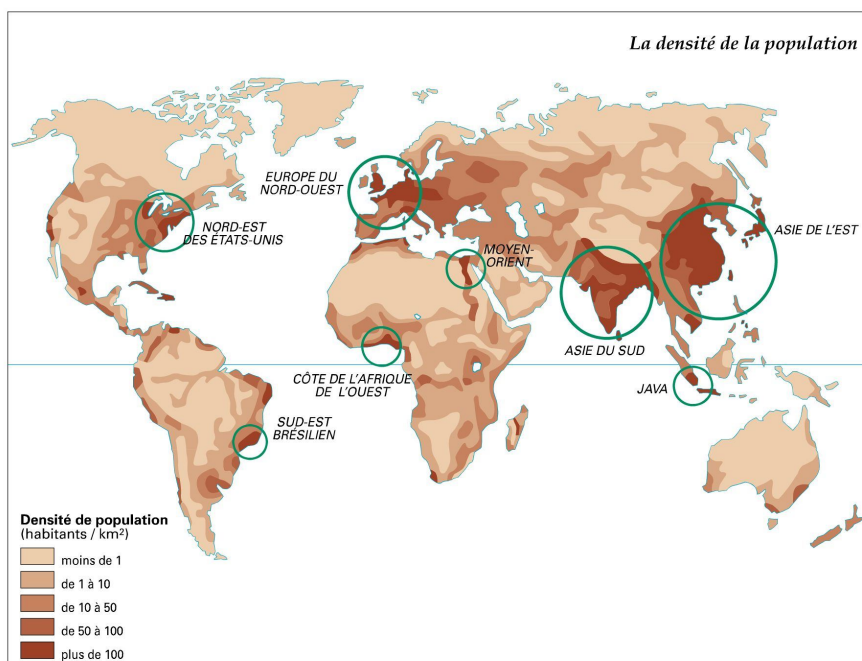 La densité de la population
EUROPE DU
NORD-OUEST
NORD-EST
DES ÉTATS-UNIS
MOYEN-
ORIENT
ASIE DE L'EST
ASIE DU SUD
CÔTE DE L'AFRIQUE
DE L'OUEST
JAVA
SUD-EST
BRÉSILIEN
Densité de population
(habitants / km²)
moins de 1
de 1 à 10
de 10 à 50
de 50 à 100
plus de 100